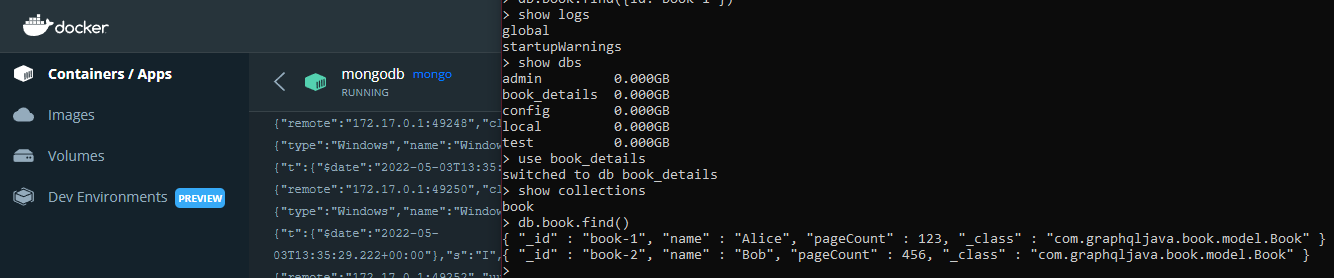 docker
Containers / Apps
Images
Volumes
Dev Environments PREVIEW
mongodb mongo
RUNNING
{"remote":"172.17.0.1:49248","cl
{"type":"Windows","name":"Window
{"t":{"$date":"2022-05-03T13:35:
{"remote":"172.17.0.1:49250","cl
{"type":"Windows","name":"Window
{"t":{"$date":"2022-05-
03T13:35:29.222+00:00"},"s":"I",
{"remote":"172.17.0.1:49252"
> show logs
global
startupWarnings
> show dbs
admin 0.000GB
book_details 0.000GB
config 0.000GB
local 0.000GB
test 0.000GB
> use book_details
switched to db book_details
> show collections
book
> db.book.find()
{ "_id" : "book-1", "name" : "Alice", "pageCount" : 123, "_class" : "com.graphqljava.book.model.Book" }
{ "_id" : "book-2", "name" : "Bob", "pageCount" : 456, "_class" : "com.graphqljava.book.model.Book" }
>